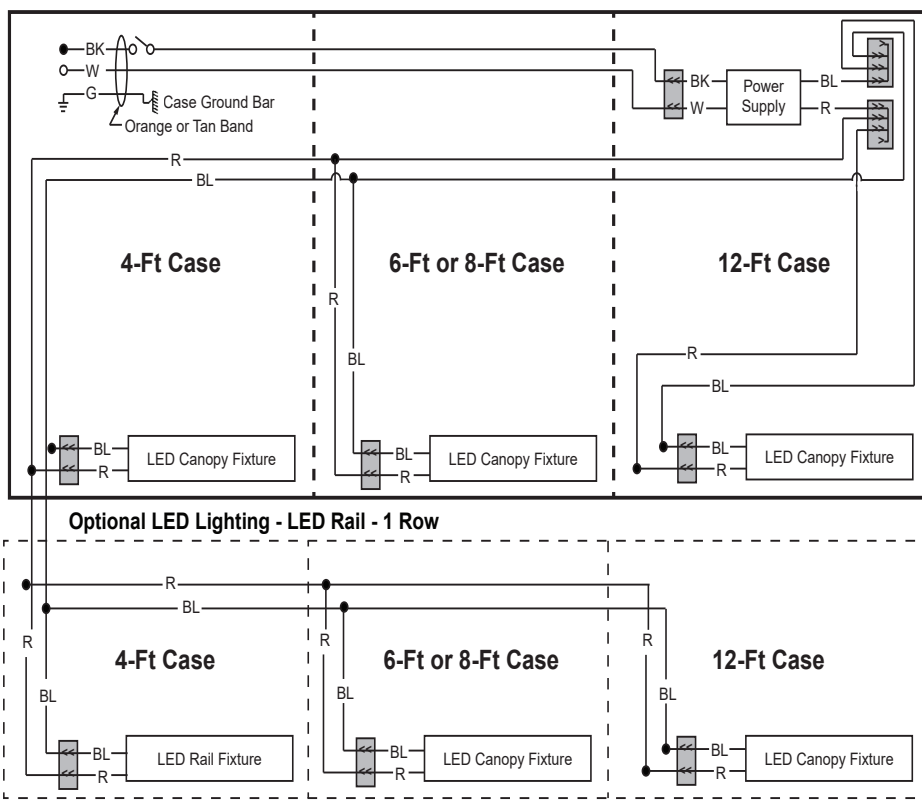 BK
W
G
Case Ground Bar
Orange or Tan Band
BK
W
Power
Supply
BL
R
R
BL
4-Ft Case
6-Ft or 8-Ft Case
12-Ft Case
R
BL
R
BL
BL
R
LED Canopy Fixture
BL
R
LED Canopy Fixture
BL
R
LED Canopy Fixture
Optional LED Lighting - LED Rail - 1 Row
R
BL
R
R
R
4-Ft Case
6-Ft or 8-Ft Case
12-Ft Case
BL
BL
BL
BL
R
LED Rail Fixture
BL
R
LED Canopy Fixture
BL
R
LED Canopy Fixture